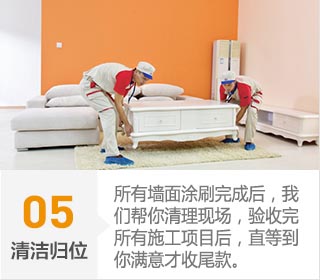 05
清洁归位
所有墙面涂刷完成后，我
们帮你清理现场，验收完
所有施工项目后，直等到
你满意才收尾款。